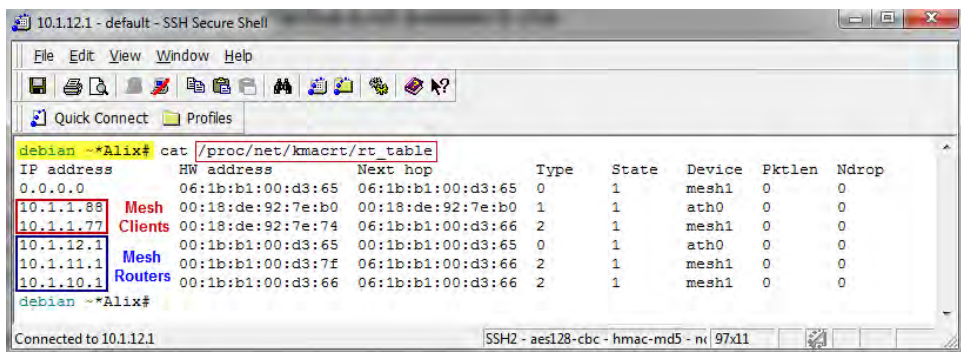 10.1.12.1 - default - SSH Secure Shell
File Edit View Window Help
Quick Connect Profiles
debian ~*Alix# cat /proc/net/kmacrt/rt_table
IP address HW address Next hop Type State Device Pktlen Ndrop
0.0.0.0 06:1b:b1:00:d3:65 06:1b:b1:00:d3:65 0 1 mesh1 0 0
10.1.1.88 Mesh 00:18:de:92:7e:b0 00:18:de:92:7e:b0 1 1 ath0 0 0
10.1.1.77 Clients 00:18:de:92:7e:74 06:1b:b1:00:d3:66 2 1 mesh1 0 0
10.1.12.1 00:1b:b1:00:d3:65 00:1b:b1:00:d3:65 0 1 ath0 0 0
10.1.11.1 Mesh 00:1b:b1:00:d3:7f 06:1b:b1:00:d3:66 2 1 mesh1 0 0
10.1.10.1 Routers 00:1b:b1:00:d3:66 06:1b:b1:00:d3:66 2 1 mesh1 0 0
debian ~*Alix#
Connected to 10.1.12.1 SSH2 - aes128-cbc - hmac-md5 - nc 97x11